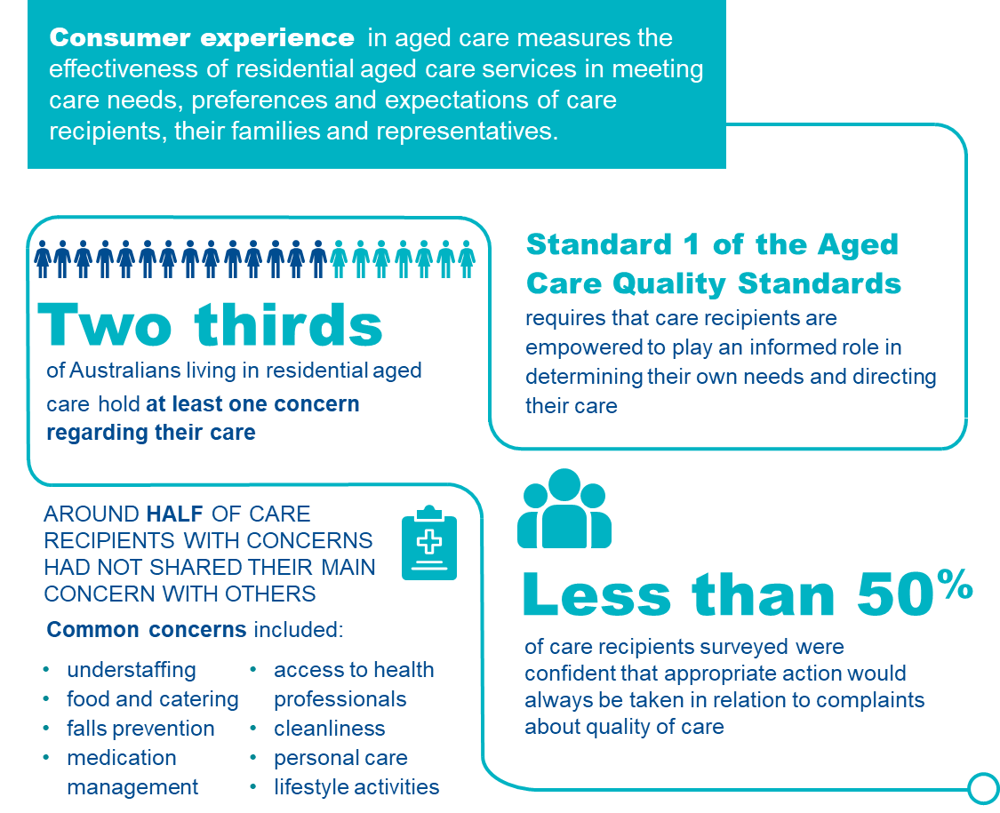 Consumer experience in aged care measures the
effectiveness of residential aged care services in meeting
care needs, preferences and expectations of care
recipients, their families and representatives.
Standard 1 of the Aged
Care Quality Standards
requires that care recipients are
empowered to play an informed role in
determining their own needs and directing
their care
Two thirds
of Australians living in residential aged
care hold at least one concern
regarding their care
AROUND HALF OF CARE
RECIPIENTS WITH CONCERNS
HAD NOT SHARED THEIR MAIN
CONCERN WITH OTHERS
Common concerns included:
• understaffing
• food and catering
• falls prevention
• medication
management
• access to health
professionals
• cleanliness
• personal care
• lifestyle activities
Less than 50%
of care recipients surveyed were
confident that appropriate action would
always be taken in relation to complaints
about quality of care